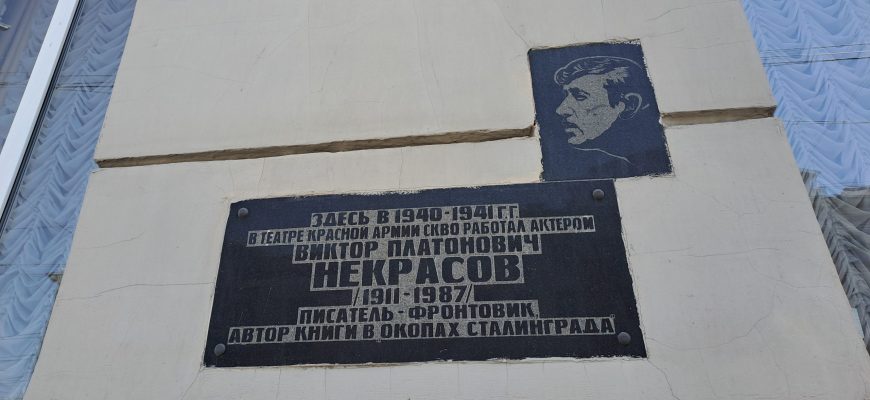 ЗДЕСЬ В 1940-1941 Г.Г.
В ТЕАТРЕ КРАСНОЙ АРМИИ СКВО РАБОТАЛ АКТЕРОМ
ВИКТОР ПЛАТОНОВИЧ
НЕКРАСОВ
/1911-1987/
ПИСАТЕЛЬ-ФРОНТОВИК,
АВТОР КНИГИ В ОКОПАХ СТАЛИНГРАДА